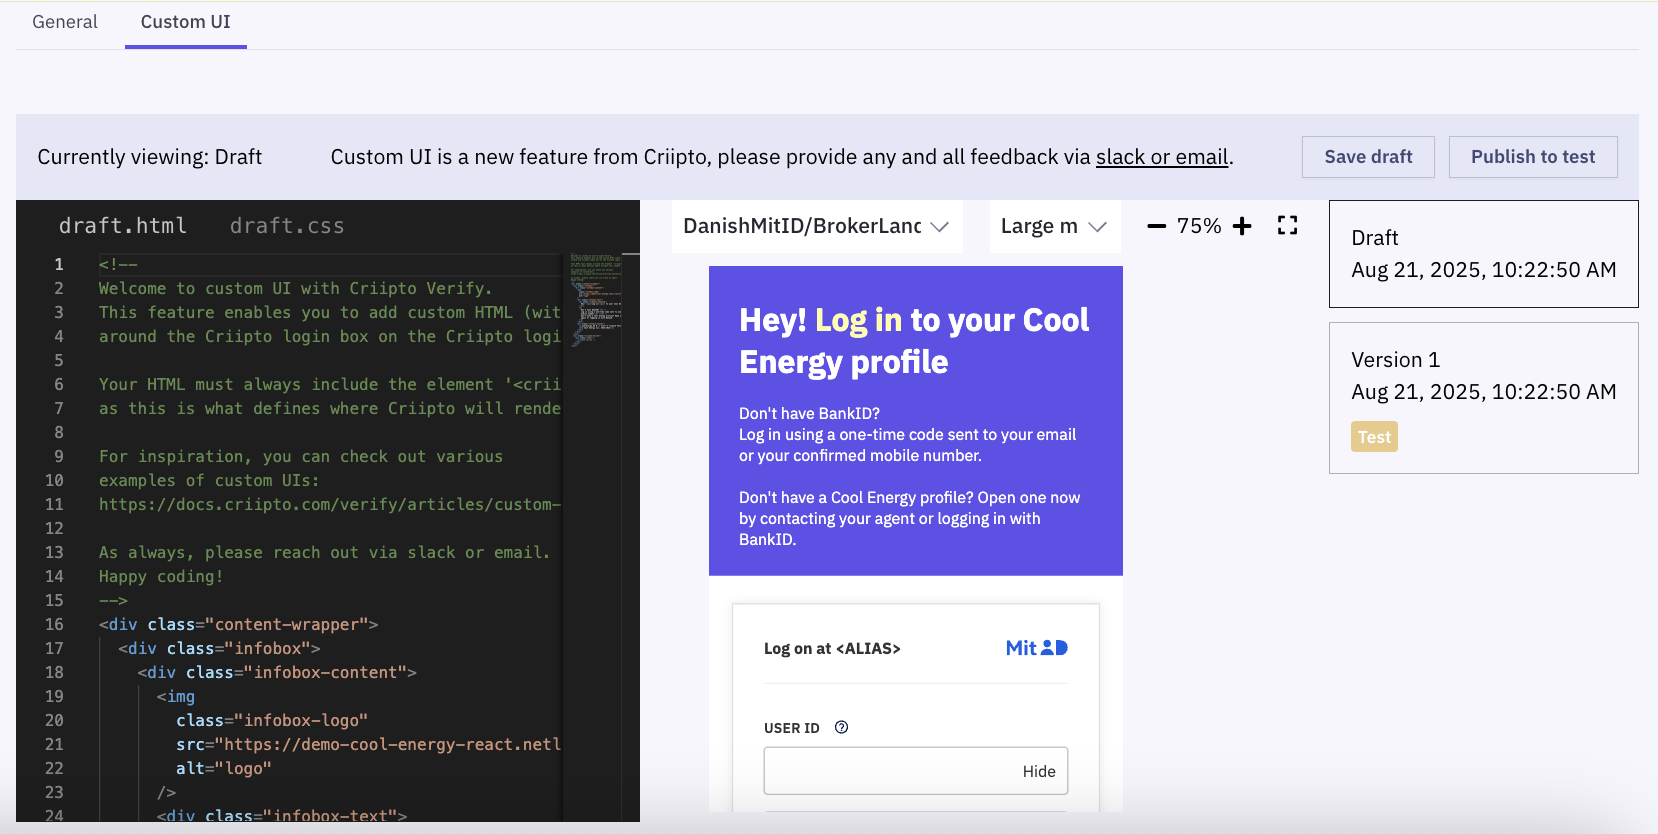 General
Custom UI
Currently viewing: Draft
Custom UI is a new feature from Criipto, please provide any and all feedback via slack or email.
Save draft
Publish to test
draft.html
draft.css
1 <!--
2 Welcome to custom UI with Criipto Verify.
3 This feature enables you to add custom HTML (wit
4 around the Criipto login box on the Criipto logi
5
6 Your HTML must always include the element '<crii
7 as this is what defines where Criipto will rende
8
9 For inspiration, you can check out various
10 examples of custom UIs:
11 https://docs.criipto.com/verify/articles/custom-
12
13 As always, please reach out via slack or email.
14 Happy coding!
15 -->
16 <div class="content-wrapper">
17 <div class="infobox">
18 <div class="infobox-content">
19 <img
20 class="infobox-logo"
21 src="https://demo-cool-energy-react.netl
22 alt="logo"
23 />
24 <div class="infobox-text">
DanishMitID/BrokerLanc
Large m
75%
Hey! Log in to your Cool
Energy profile
Don't have BankID?
Log in using a one-time code sent to your email
or your confirmed mobile number.
Don't have a Cool Energy profile? Open one now
by contacting your agent or logging in with
BankID.
Log on at <ALIAS>
Mit ID
USER ID
Hide
Draft
Aug 21, 2025, 10:22:50 AM
Version 1
Aug 21, 2025, 10:22:50 AM
Test